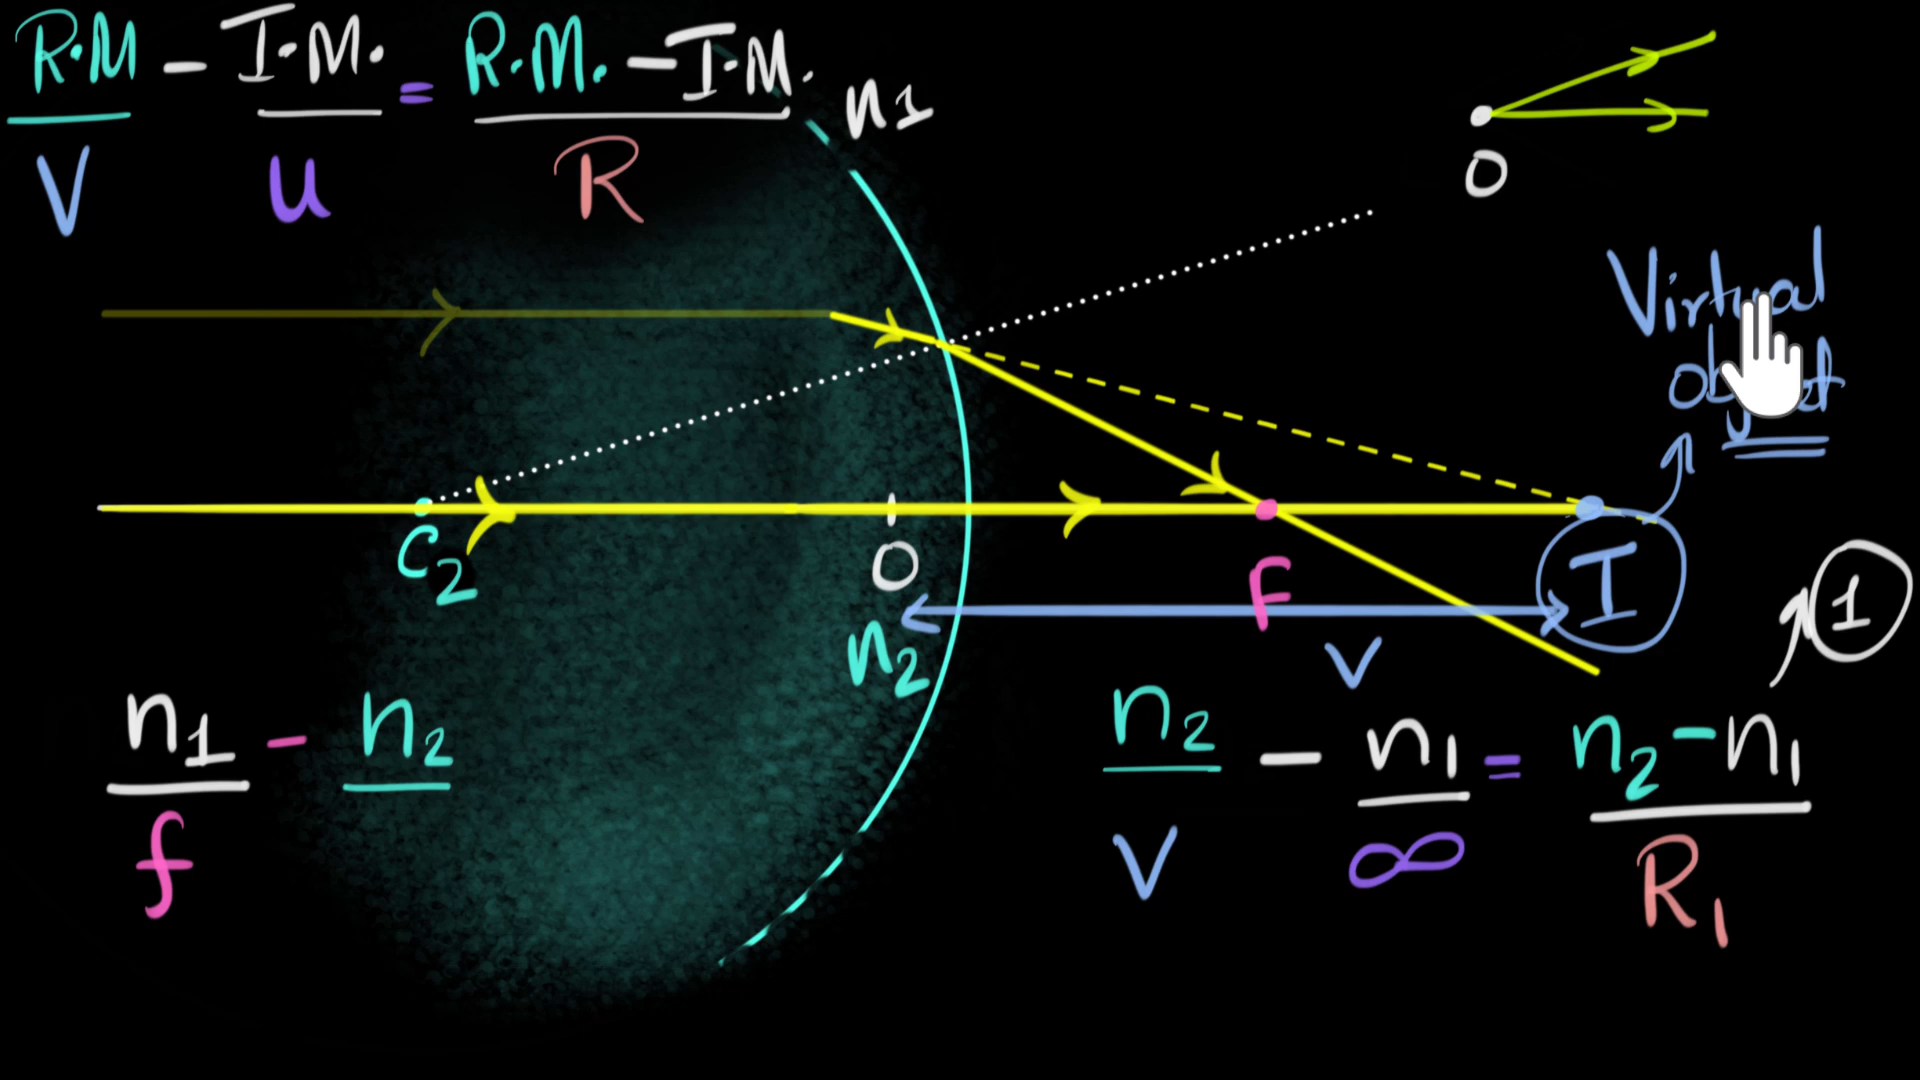 R.M/V - I.M./u = R.M. - I.M./R
n1
O
Virtual
object
C2
O
F
I
n2
V
1
n1/f - n2
n2/V - n1/∞ = n2 - n1/R1